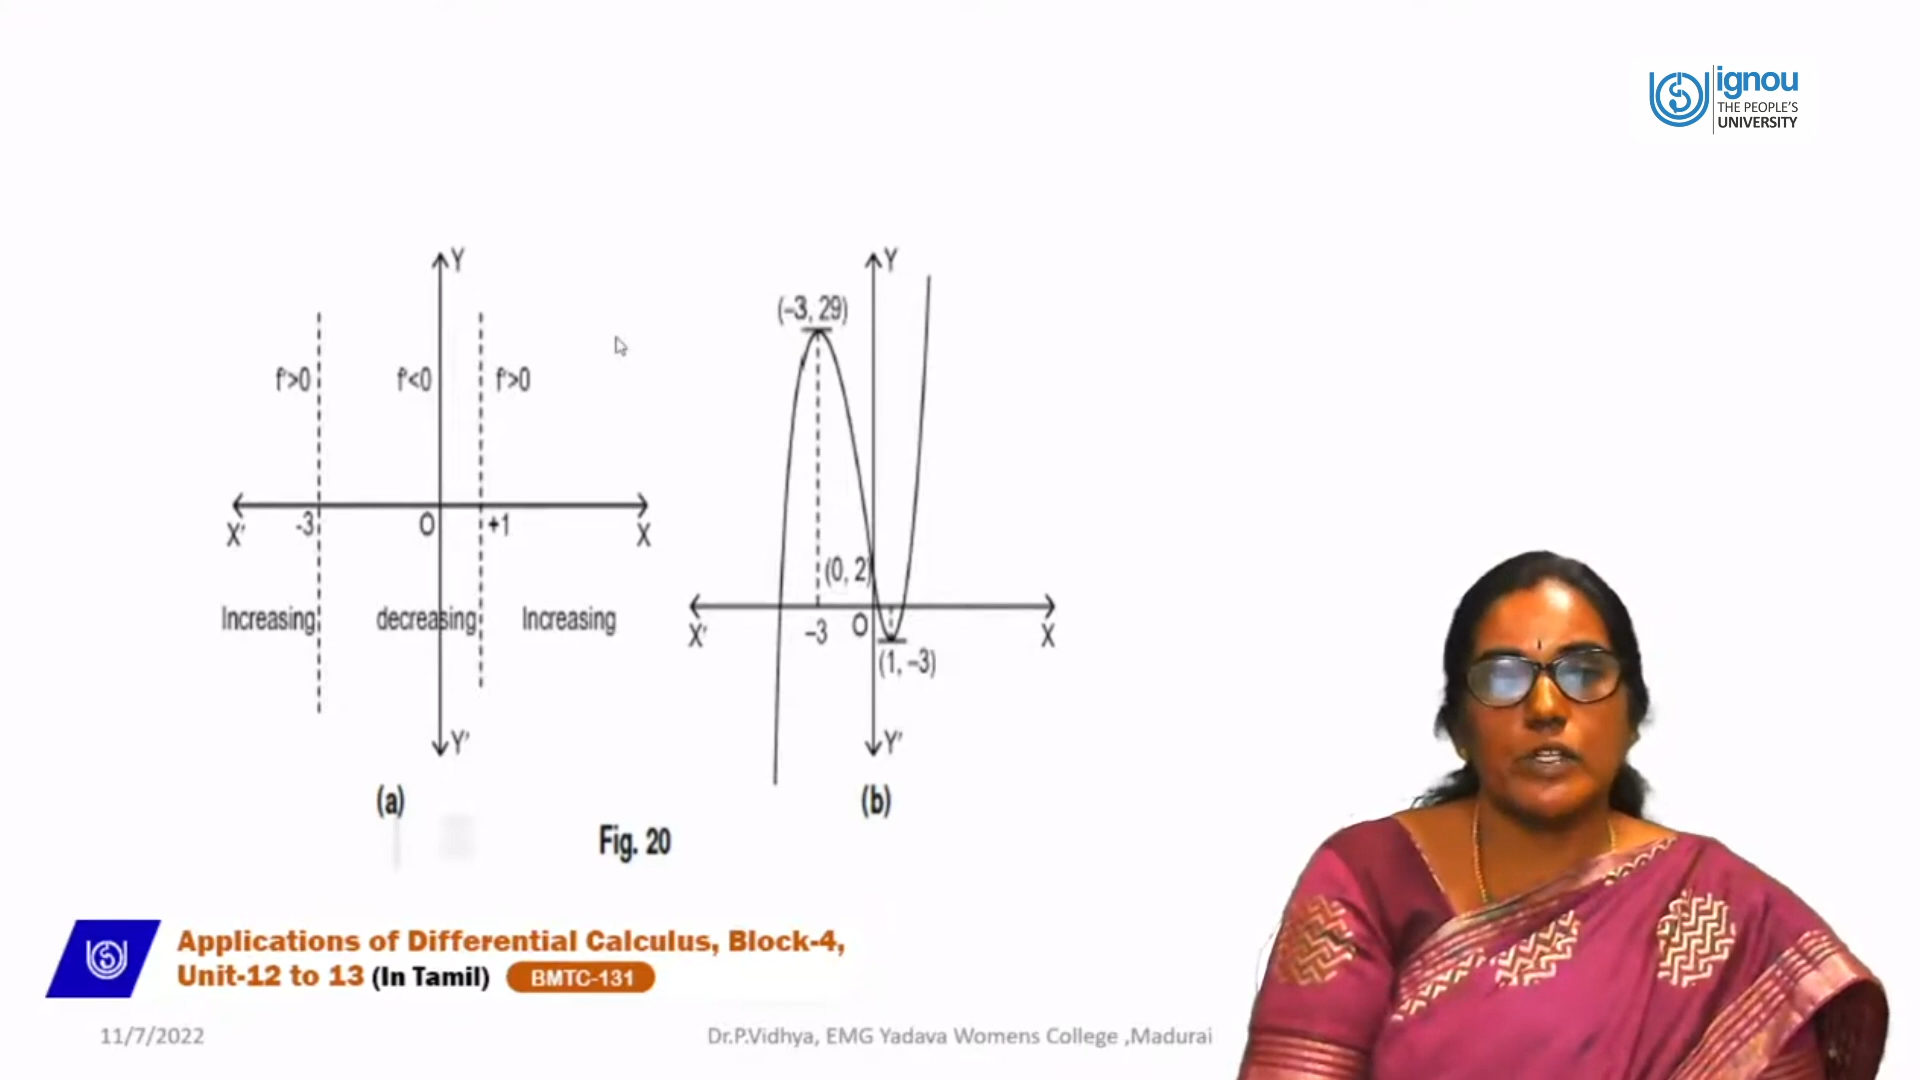 ignou
THE PEOPLE'S
UNIVERSITY
Y
f'>0
f'<0
f'>0
X'
-3
O
+1
X
Increasing
decreasing
Increasing
Y'
(a)
Y
(–3, 29)
(0, 2)
X'
–3
O
X
(1, –3)
Y'
(b)
Fig. 20
Applications of Differential Calculus, Block-4,
Unit-12 to 13 (In Tamil) BMTC-131
11/7/2022
Dr.P.Vidhya, EMG Yadava Womens College ,Madurai